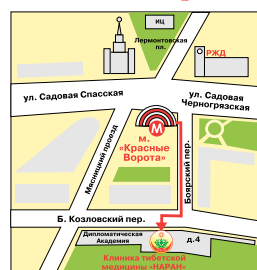 ИЦ
Лермонтовская
пл.
РЖД
ул. Садовая Спасская
ул. Садовая
Черногрязская
М
м.
«Красные
Ворота»
Мясницкий проезд
Боярский пер.
Б. Козловский пер.
Дипломатическая
Академия
д.4
Клиника тибетской
медицины «НАРАН»